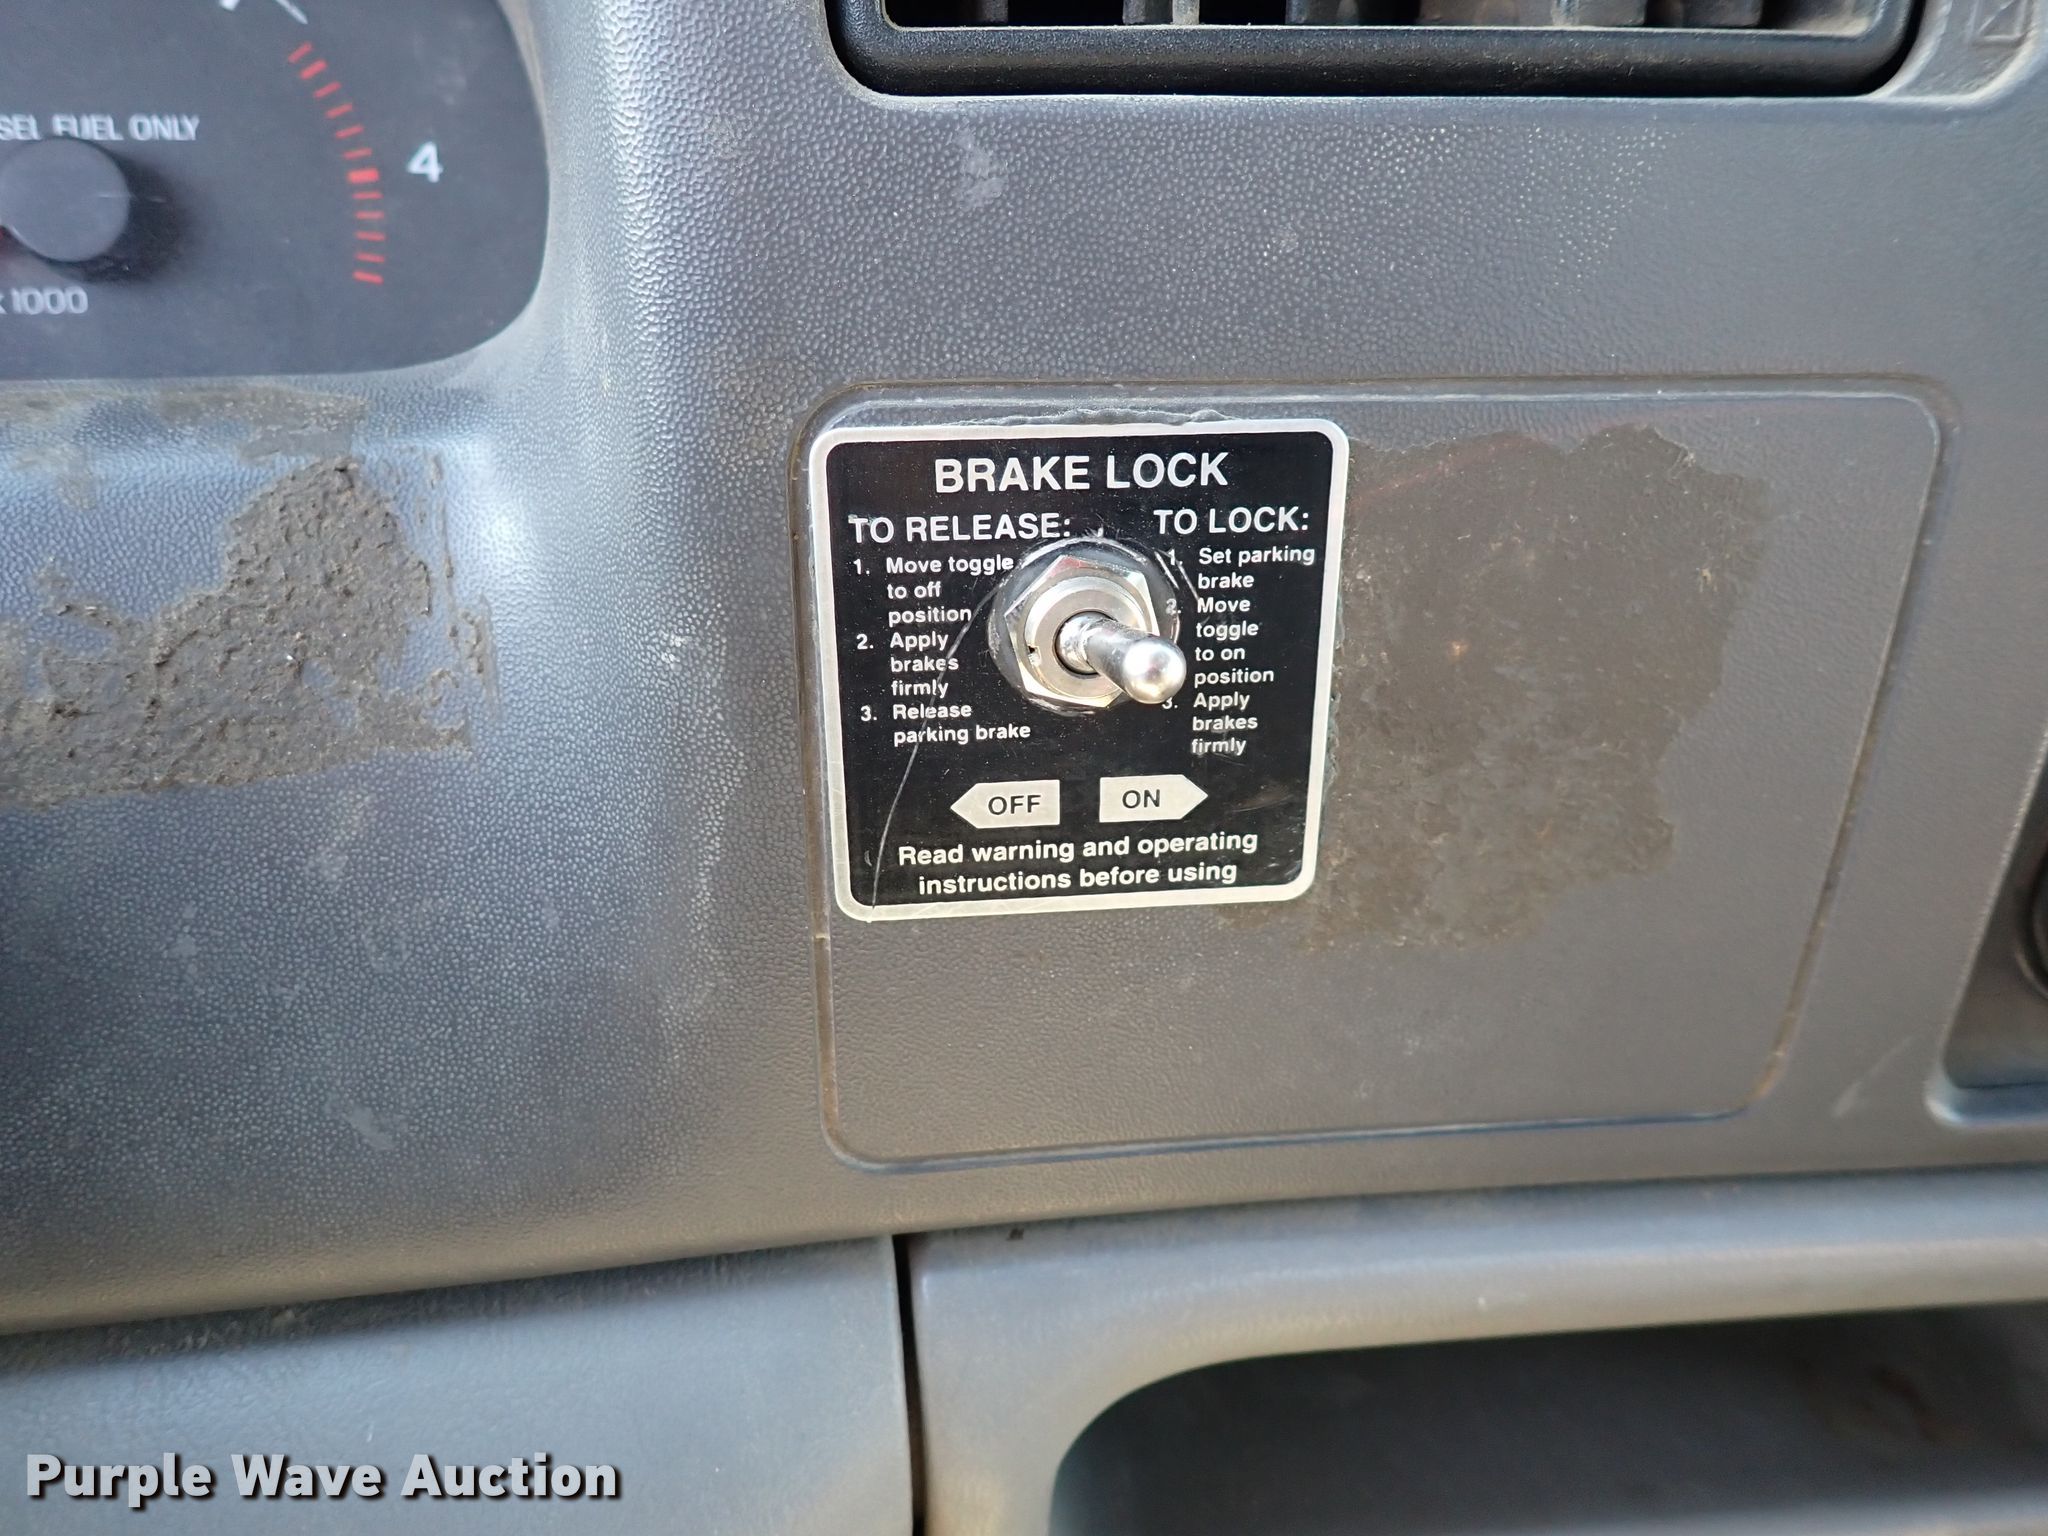 SEL FUEL ONLY
4
x 1000
BRAKE LOCK
TO RELEASE:
1. Move toggle
to off
position
2. Apply
brakes
firmly
3. Release
parking brake
TO LOCK:
1. Set parking
brake
2. Move
toggle
to on
position
3. Apply
brakes
firmly
OFF
ON
Read warning and operating
instructions before using
Purple Wave Auction